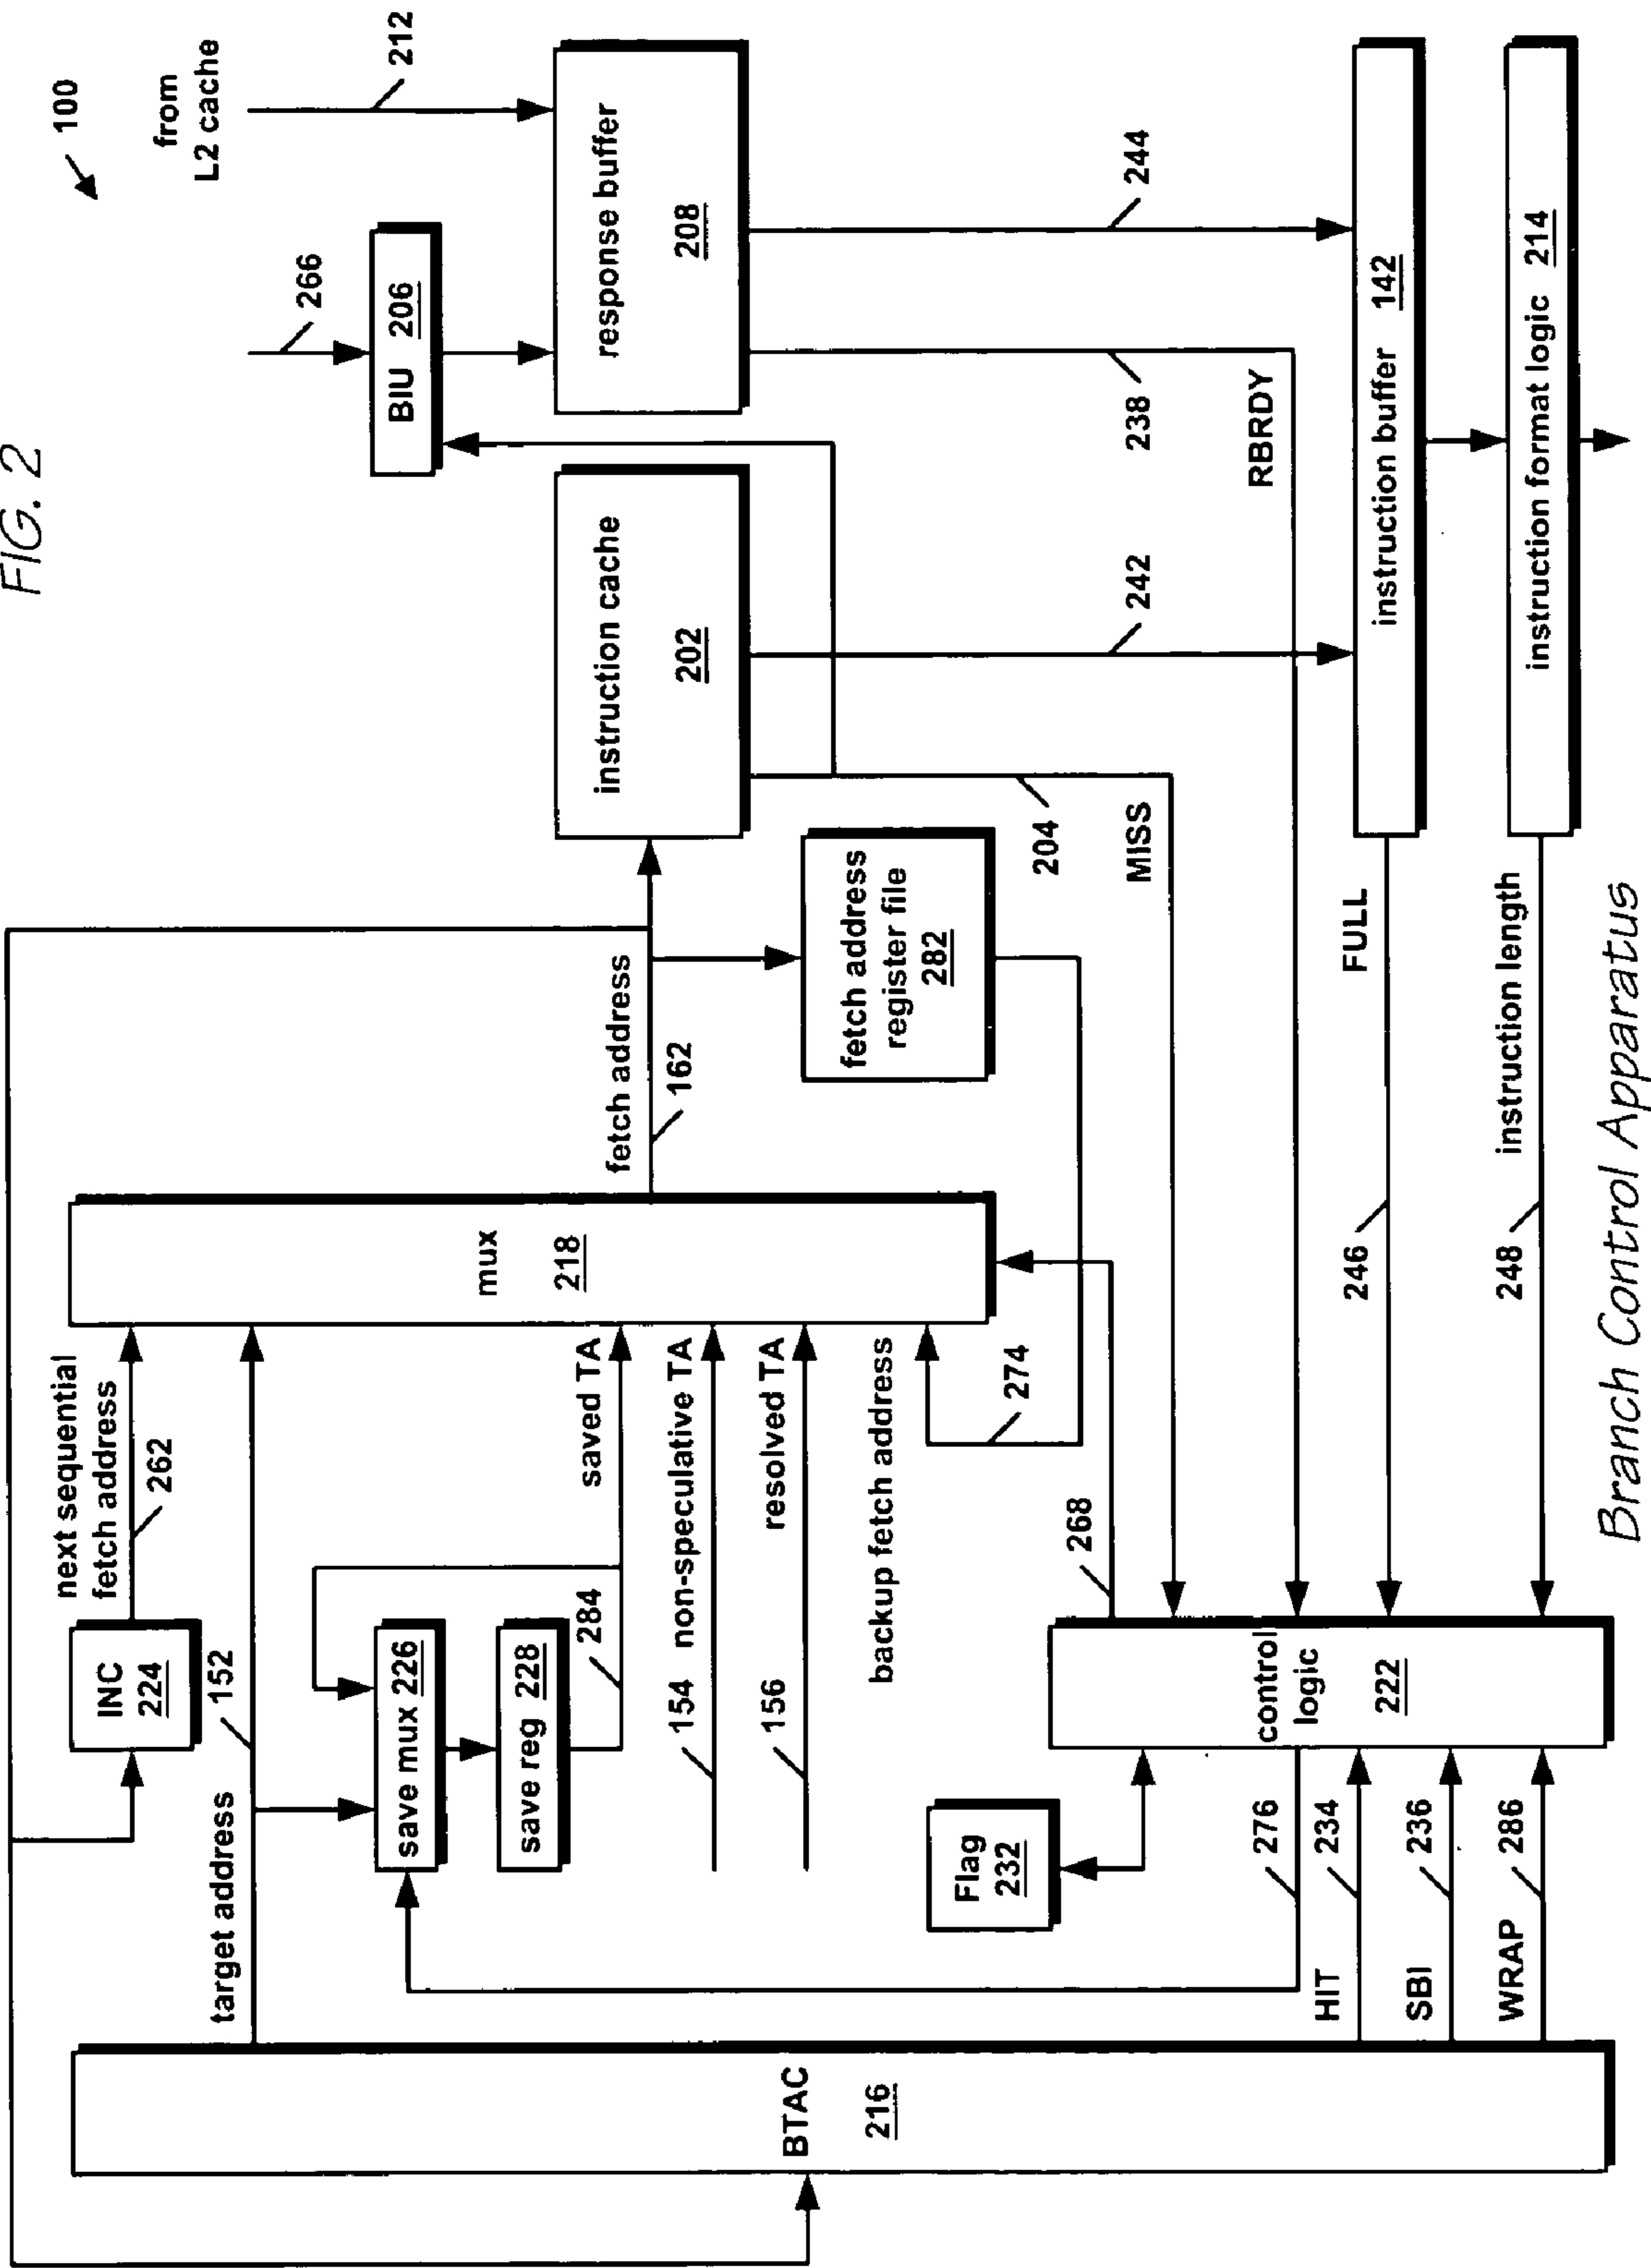 FIG. 2
100
from
L2 cache
212
266
BIU 206
response buffer
208
instruction cache
202
fetch address
162
fetch address
register file
282
mux
218
next sequential
fetch address
262
INC
224
target address
152
save mux 226
save reg 228
saved TA
284
non-speculative TA
154
resolved TA
156
backup fetch address
274
268
BTAC
216
Flag
232
control
logic
222
276
HIT
234
SBI
236
WRAP
286
204
MISS
242
238
RBRDY
244
instruction buffer 142
FULL
246
instruction format logic 214
instruction length
248
Branch Control Apparatus